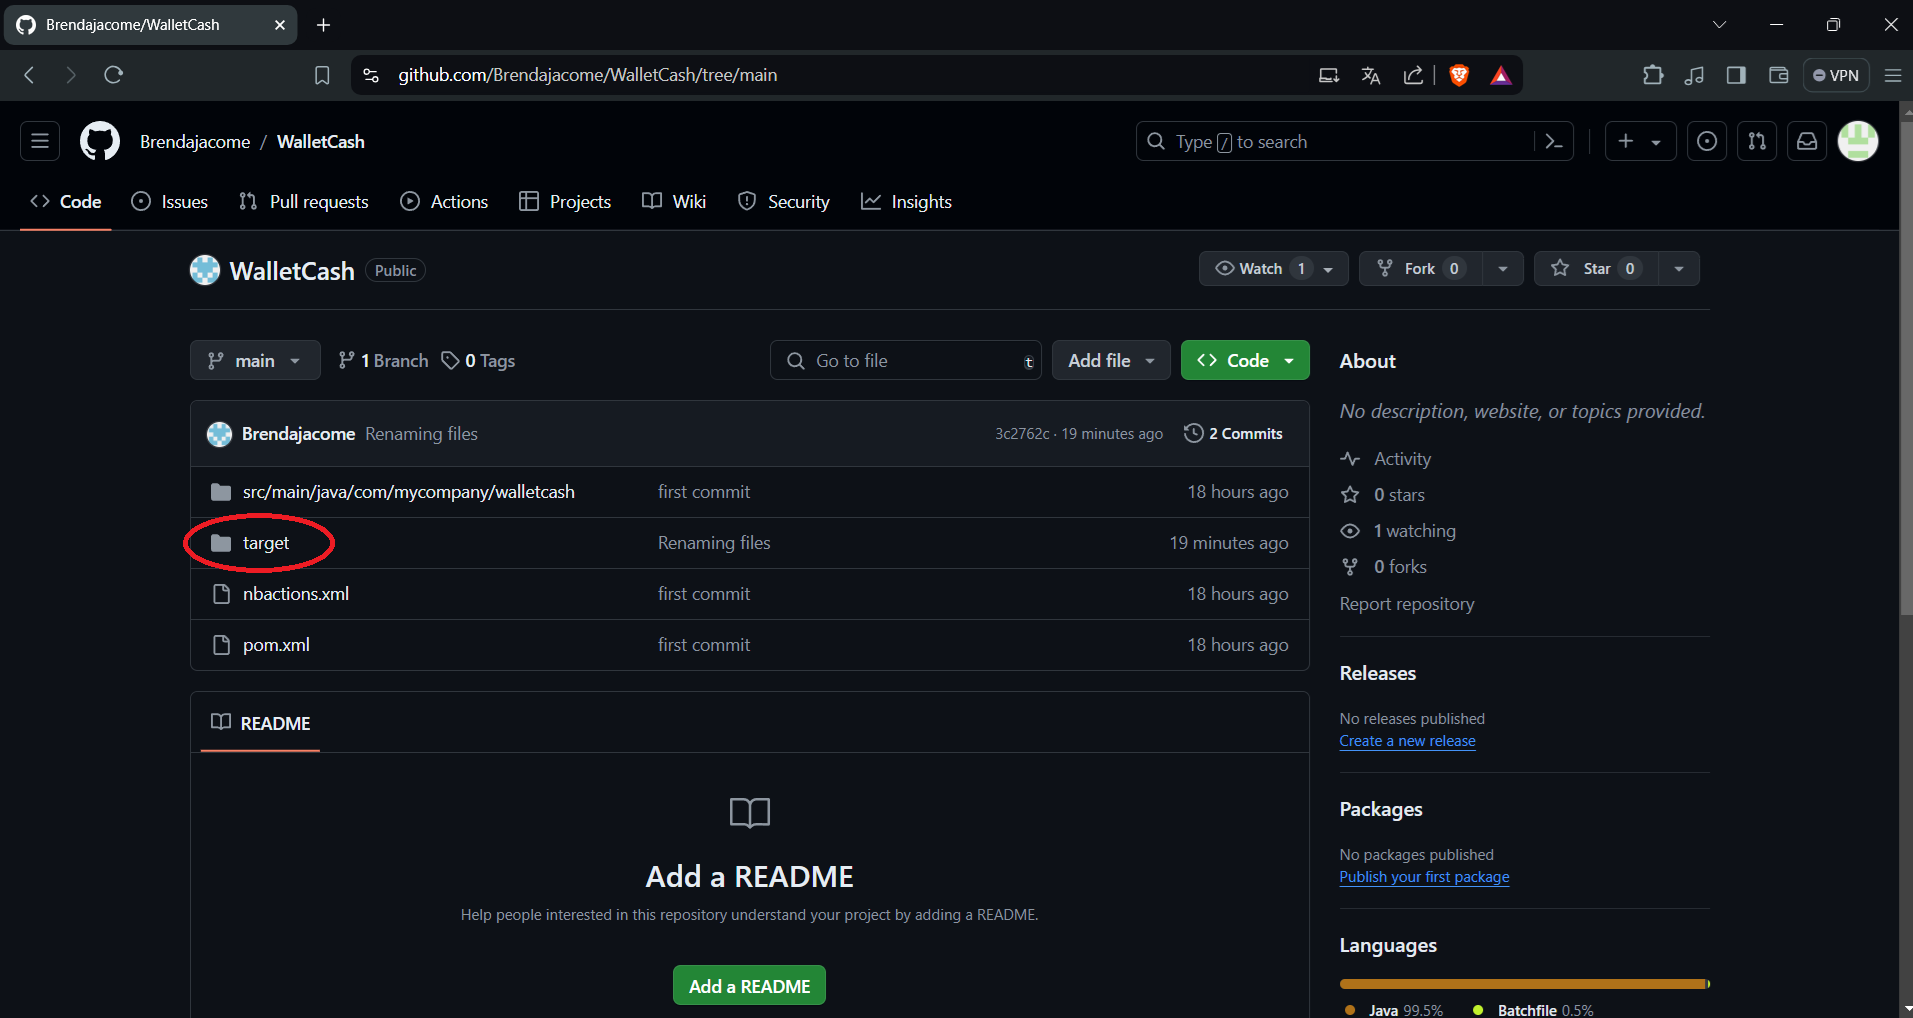 Brendajacome/WalletCash
github.com/Brendajacome/WalletCash/tree/main
VPN
Brendajacome / WalletCash
Type / to search
Code
Issues
Pull requests
Actions
Projects
Wiki
Security
Insights
WalletCash Public
Watch 1
Fork 0
Star 0
main
1 Branch
0 Tags
Go to file t
Add file
Code
Brendajacome Renaming files
3c2762c · 19 minutes ago
2 Commits
src/main/java/com/mycompany/walletcash first commit 18 hours ago
target Renaming files 19 minutes ago
nbactions.xml first commit 18 hours ago
pom.xml first commit 18 hours ago
README
Add a README
Help people interested in this repository understand your project by adding a README.
Add a README
About
No description, website, or topics provided.
Activity
0 stars
1 watching
0 forks
Report repository
Releases
No releases published
Create a new release
Packages
No packages published
Publish your first package
Languages
Java 99.5% Batchfile 0.5%